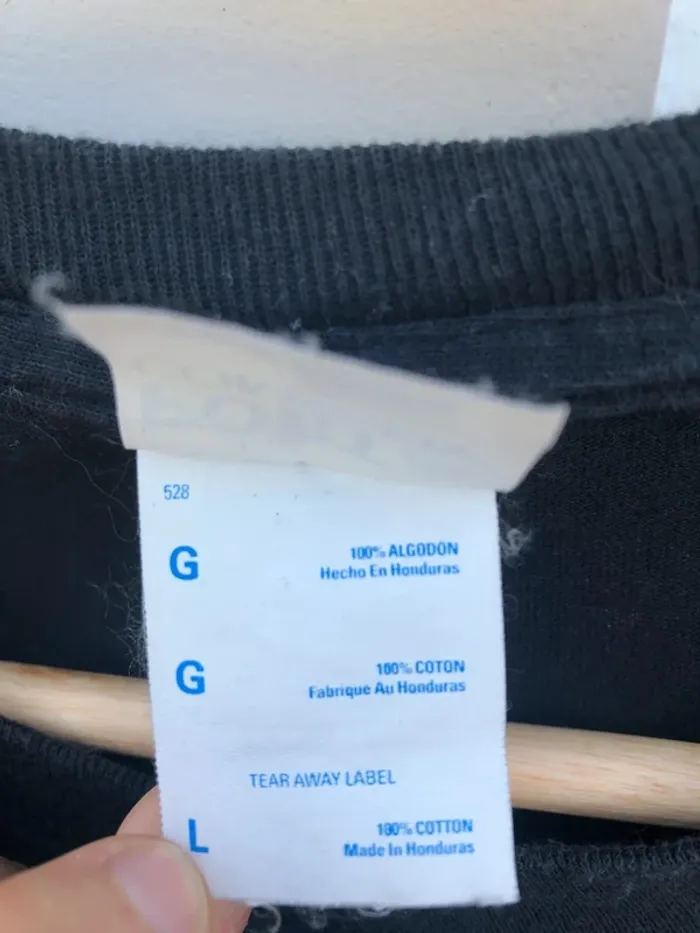 528
G
100% ALGODON
Hecho En Honduras
G
100% COTON
Fabrique Au Honduras
TEAR AWAY LABEL
L
100% COTTON
Made In Honduras